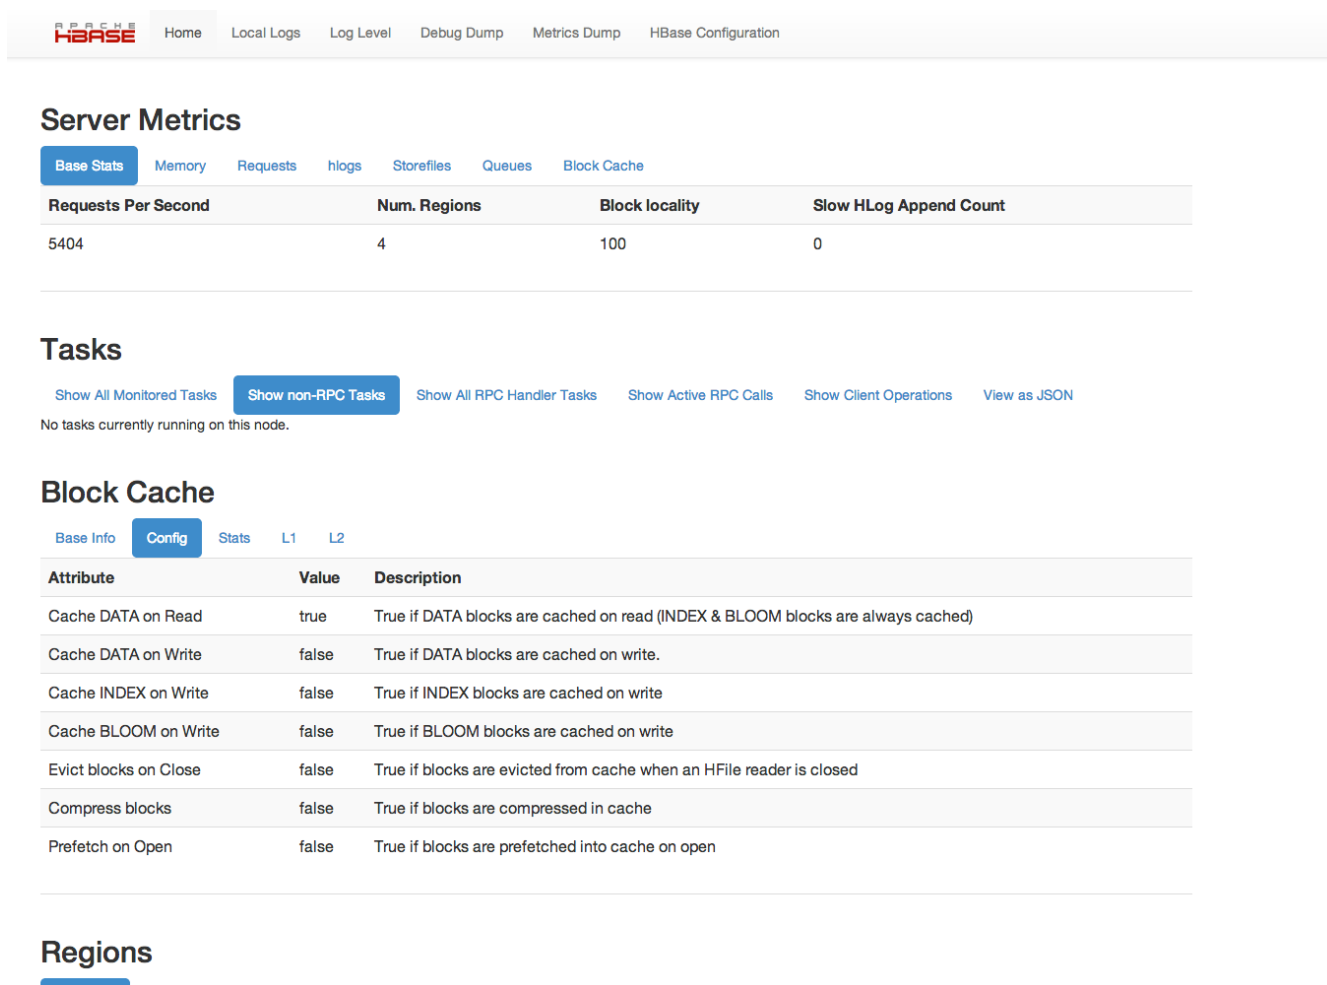 APACHE
HBASE Home Local Logs Log Level Debug Dump Metrics Dump HBase Configuration
Server Metrics
Base Stats Memory Requests hlogs Storefiles Queues Block Cache
Requests Per Second Num. Regions Block locality Slow HLog Append Count
5404 4 100 0
Tasks
Show All Monitored Tasks Show non-RPC Tasks Show All RPC Handler Tasks Show Active RPC Calls Show Client Operations View as JSON
No tasks currently running on this node.
Block Cache
Base Info Config Stats L1 L2
Attribute Value Description
Cache DATA on Read true True if DATA blocks are cached on read (INDEX & BLOOM blocks are always cached)
Cache DATA on Write false True if DATA blocks are cached on write.
Cache INDEX on Write false True if INDEX blocks are cached on write
Cache BLOOM on Write false True if BLOOM blocks are cached on write
Evict blocks on Close false True if blocks are evicted from cache when an HFile reader is closed
Compress blocks false True if blocks are compressed in cache
Prefetch on Open false True if blocks are prefetched into cache on open
Regions